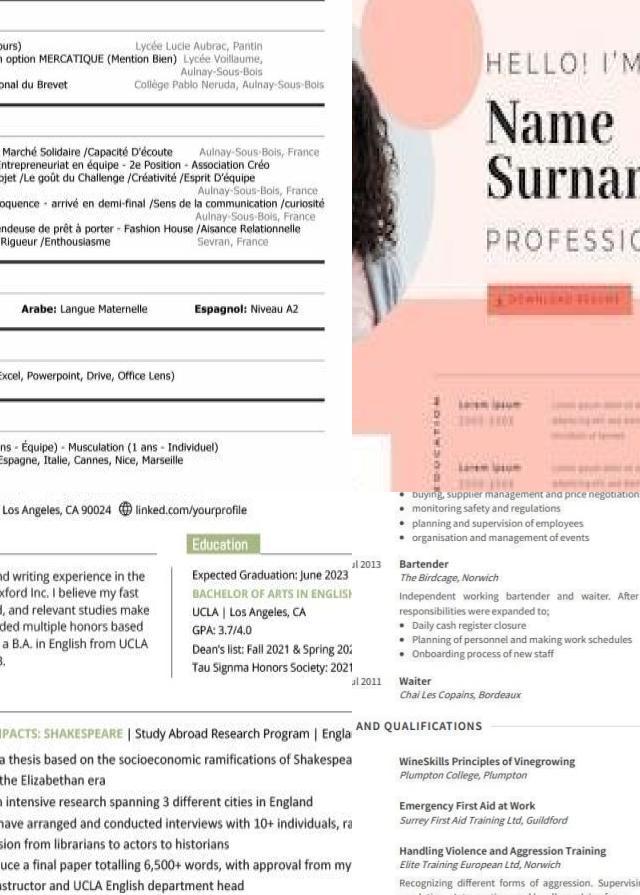 ours) Lycée Lucie Aubrac, Pantin
n option MERCATIQUE (Mention Bien) Lycée Voillaume,
Aulnay-Sous-Bois
onal du Brevet Collège Pablo Neruda, Aulnay-Sous-Bois
Marché Solidaire /Capacité D'écoute Aulnay-Sous-Bois, France
Entrepreneuriat en équipe - 2e Position - Association Créo
ojet /Le goût du Challenge /Créativité /Esprit D'équipe
Aulnay-Sous-Bois, France
oquence - arrivé en demi-final /Sens de la communication /curiosité
Aulnay-Sous-Bois, France
endeuse de prêt à porter - Fashion House /Aisance Relationnelle
Rigueur /Enthousiasme Sevran, France
Arabe: Langue Maternelle Espagnol: Niveau A2
Excel, Powerpoint, Drive, Office Lens)
ns - Équipe) - Musculation (1 ans - Individuel)
Espagne, Italie, Cannes, Nice, Marseille
HELLO! I'M
Name
Surnam
PROFESSIO
DOWNLOAD RESUME
Lorem Ipsum
Lorem Ipsum
Los Angeles, CA 90024 linked.com/yourprofile
Education
nd writing experience in the
xford Inc. I believe my fast
d, and relevant studies make
ded multiple honors based
a B.A. in English from UCLA
3.
Expected Graduation: June 2023
BACHELOR OF ARTS IN ENGLISH
UCLA | Los Angeles, CA
GPA: 3.7/4.0
Dean's list: Fall 2021 & Spring 202
Tau Signma Honors Society: 2021
MPACTS: SHAKESPEARE | Study Abroad Research Program | Engla
a thesis based on the socioeconomic ramifications of Shakespea
the Elizabethan era
n intensive research spanning 3 different cities in England
have arranged and conducted interviews with 10+ individuals, ra
sion from librarians to actors to historians
uce a final paper totalling 6,500+ words, with approval from my
structor and UCLA English department head
• buying, supplier management and price negotiation
• monitoring safety and regulations
• planning and supervision of employees
• organisation and management of events
ul 2013 Bartender
The Birdcage, Norwich
Independent working bartender and waiter. After
responsibilities were expanded to;
• Daily cash register closure
• Planning of personnel and making work schedules
• Onboarding process of new staff
ul 2011 Waiter
Chai Les Copains, Bordeaux
AND QUALIFICATIONS
WineSkills Principles of Vinegrowing
Plumpton College, Plumpton
Emergency First Aid at Work
Surrey First Aid Training Ltd, Guildford
Handling Violence and Aggression Training
Elite Training European Ltd, Norwich
Recognizing different forms of aggression. Supervisi